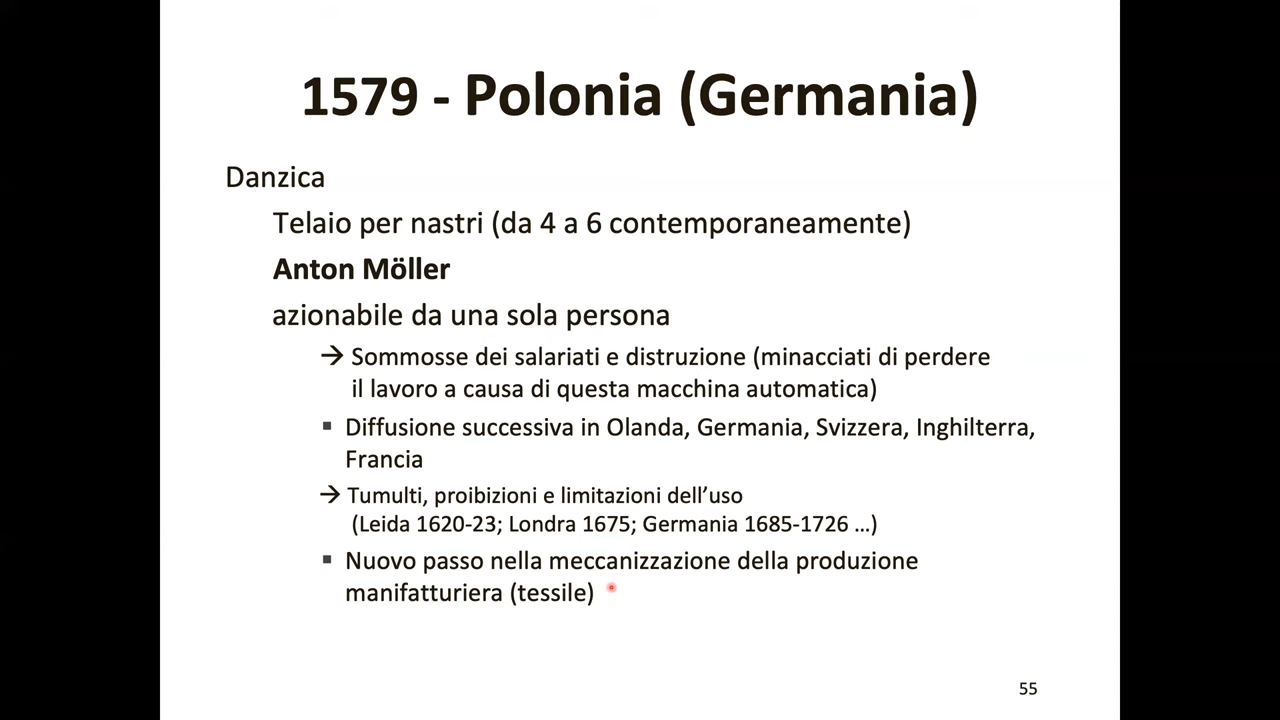 1579 - Polonia (Germania)
Danzica
Telaio per nastri (da 4 a 6 contemporaneamente)
Anton Möller
azionabile da una sola persona
→ Sommosse dei salariati e distruzione (minacciati di perdere
il lavoro a causa di questa macchina automatica)
▪ Diffusione successiva in Olanda, Germania, Svizzera, Inghilterra,
Francia
→ Tumulti, proibizioni e limitazioni dell’uso
(Leida 1620-23; Londra 1675; Germania 1685-1726 …)
▪ Nuovo passo nella meccanizzazione della produzione
manifatturiera (tessile)
55